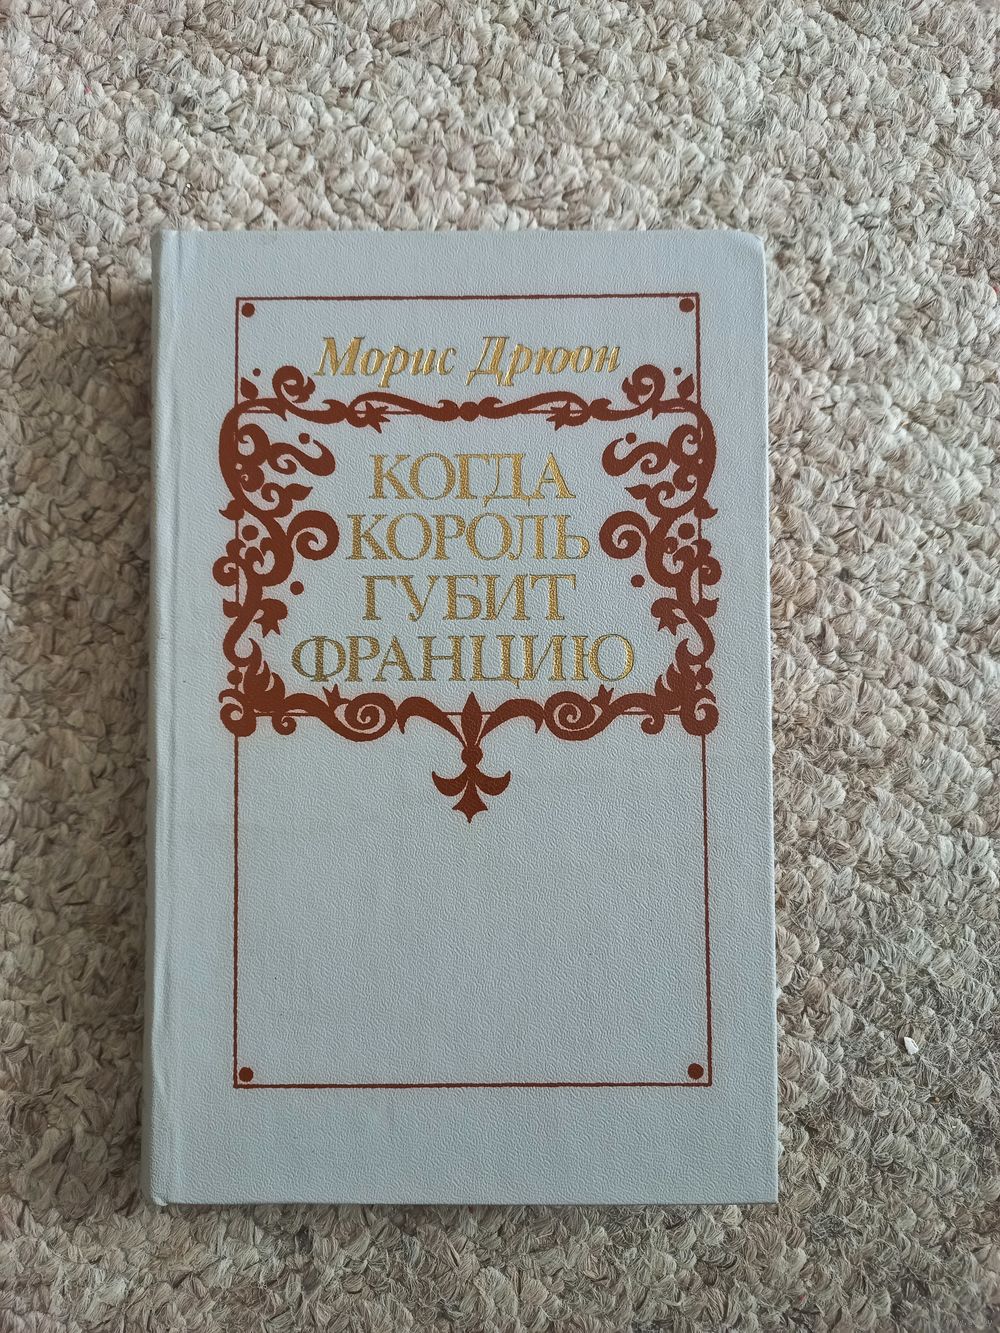 Морис Дрюон
КОГДА
КОРОЛЬ
ГУБИТ
ФРАНЦИЮ